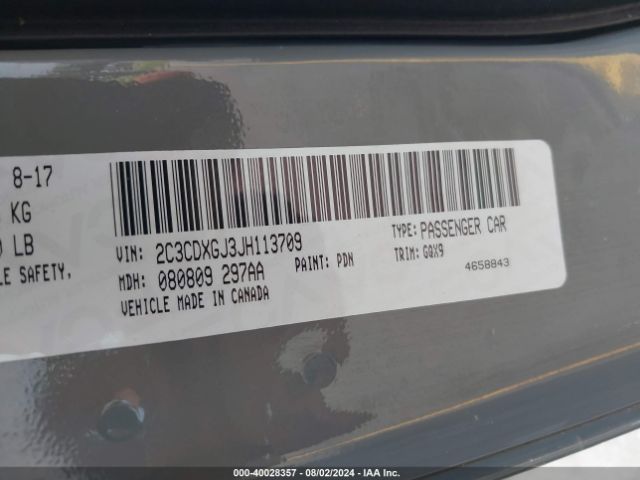 8-17
KG
LB
LE SAFETY,
VIN: 2C3CDXGJ3JH113709
MDH: 080809 297AA
VEHICLE MADE IN CANADA
PAINT: PDN
TYPE: PASSENGER CAR
TRIM: GQX9
4658843
000-40028357 - 08/02/2024 - IAA Inc.